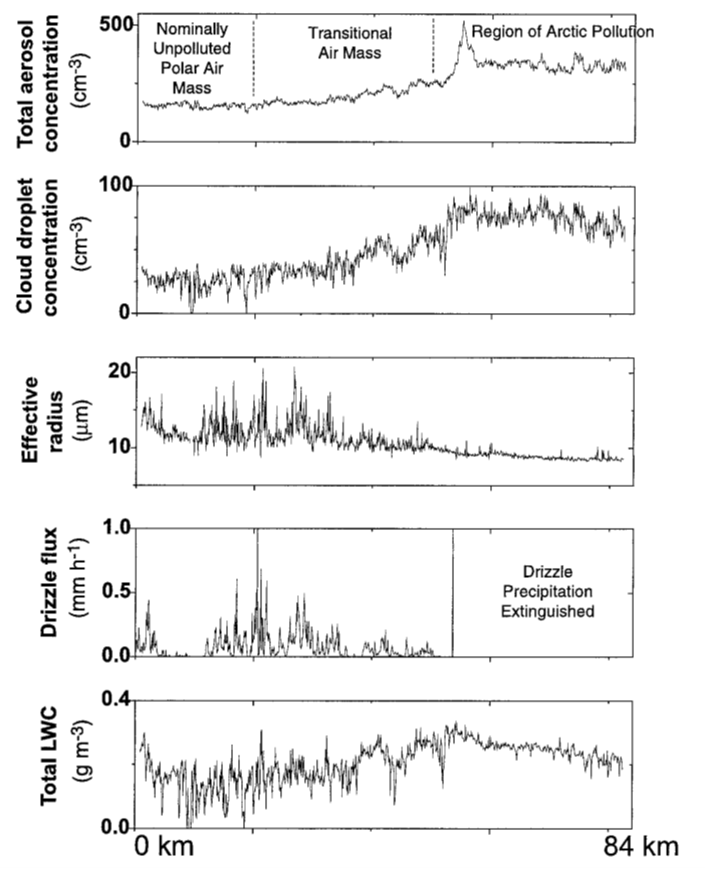 Total aerosol
concentration
(cm-3)
500
0
Nominally
Unpolluted
Polar Air
Mass
Transitional
Air Mass
Region of Arctic Pollution
Cloud droplet
concentration
(cm-3)
100
0
Effective
radius
(μm)
20
10
Drizzle flux
(mm h-1)
1.0
0.5
0.0
Drizzle
Precipitation
Extinguished
Total LWC
(g m-3)
0.4
0.0
0 km
84 km